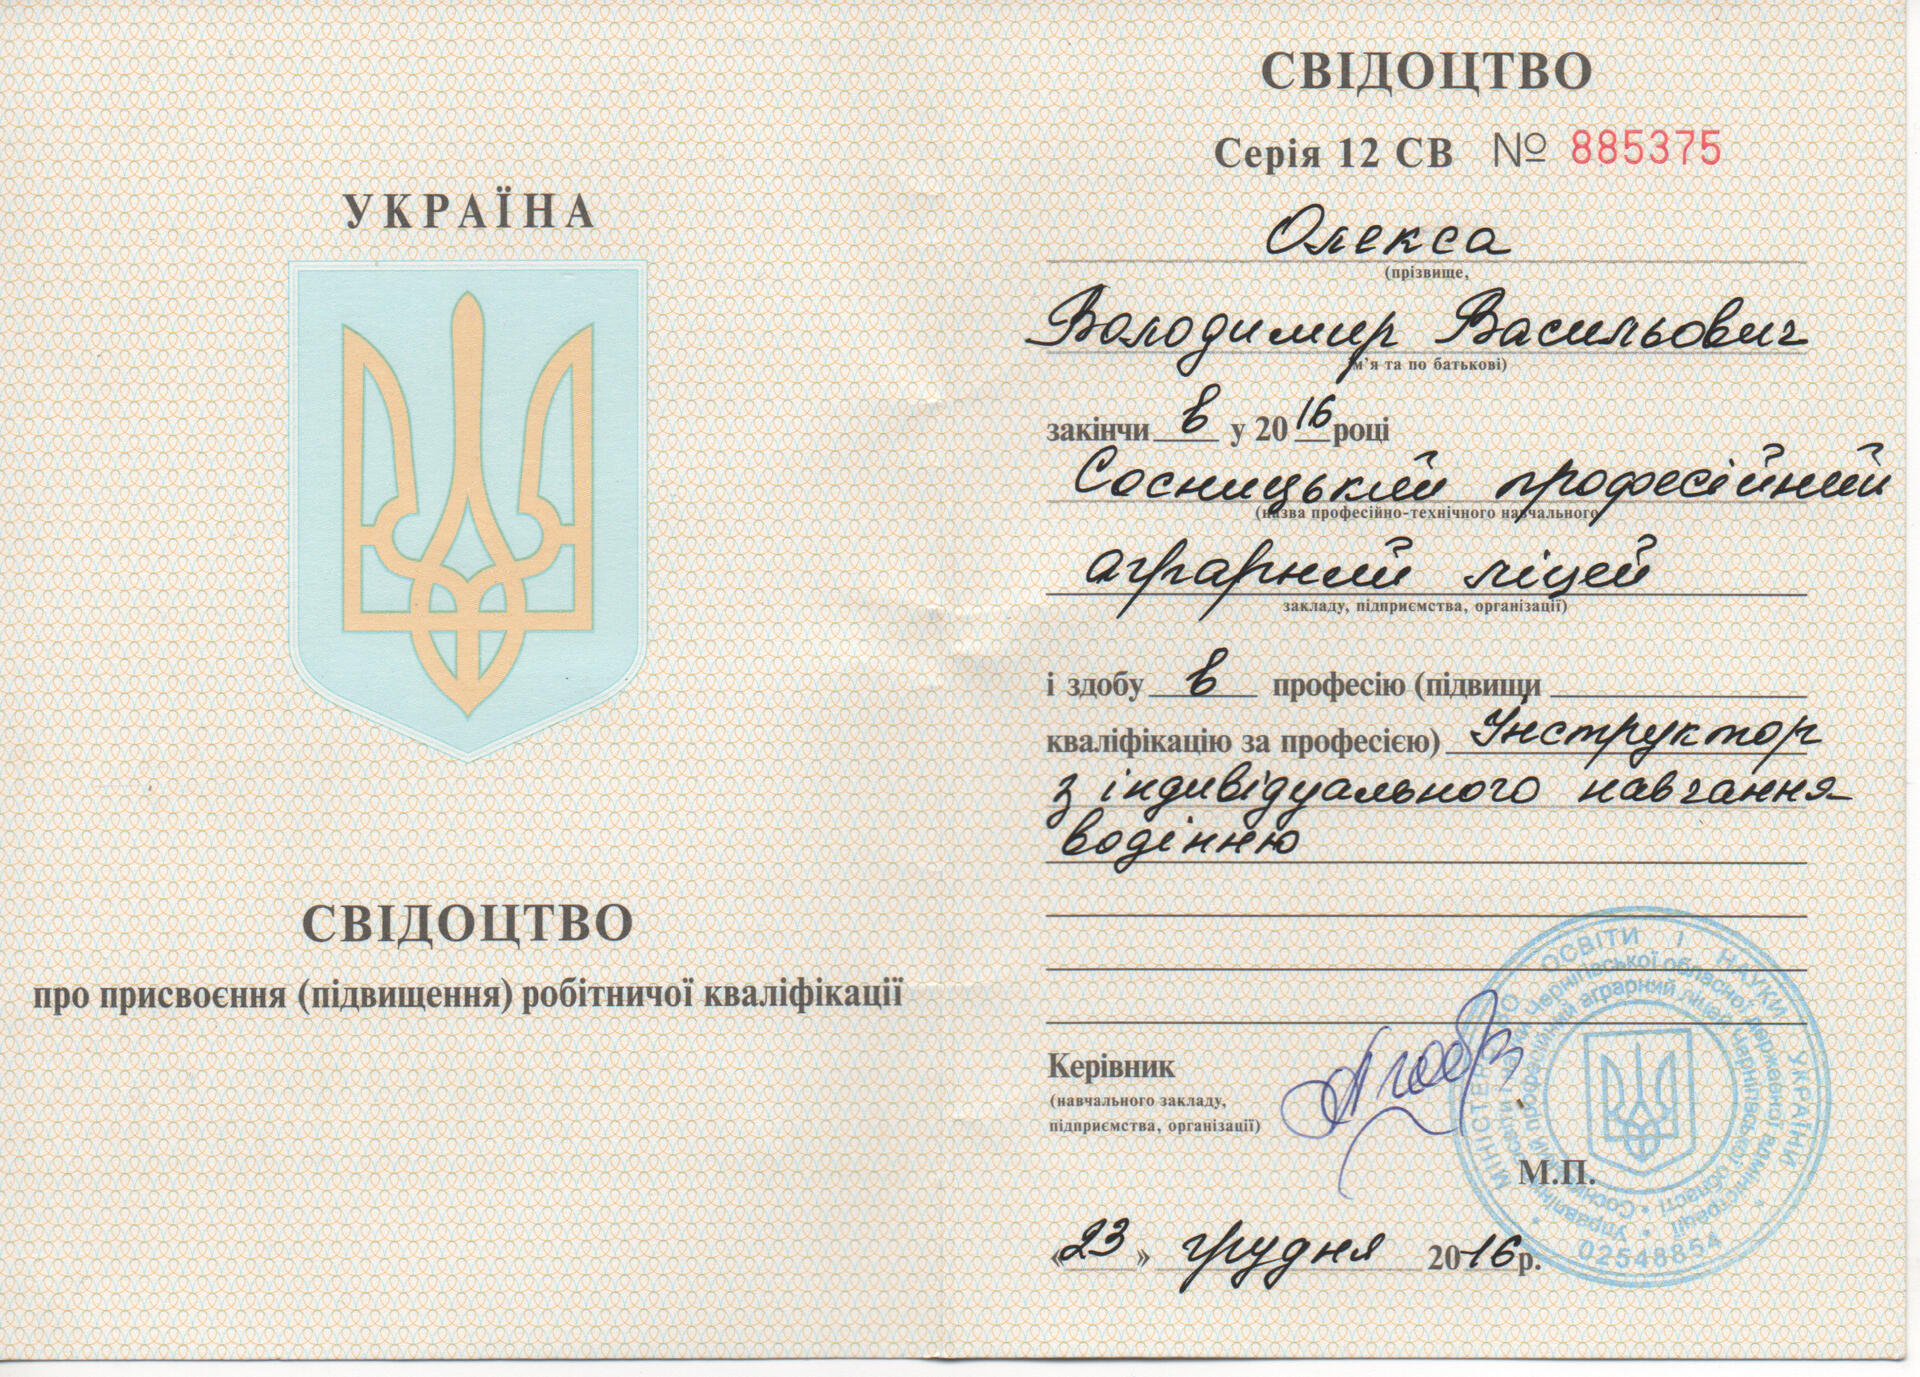 УКРАЇНА
СВІДОЦТВО
про присвоєння (підвищення) робітничої кваліфікації
СВІДОЦТВО
Серія 12 СВ № 885375
Олекса
(прізвище,
Володимир Васильович
м'я та по батькові)
закінчи в у 2016 році
Сосницький професійний
(назва професійно-технічного навчального
аграрний ліцей
закладу, підприємства, організації)
і здобу в професію (підвищи
кваліфікацію за професією) Інструктор
з індивідуального навчання
водінню
Керівник
(навчального закладу,
підприємства, організації)
М.П.
«23» грудня 2016р.
МІНІСТЕРСТВО ОСВІТИ І НАУКИ УКРАЇНИ
Управління освіти і науки Чернігівської обласної державної адміністрації
Сосницький професійний аграрний ліцей Чернігівської області
02548854